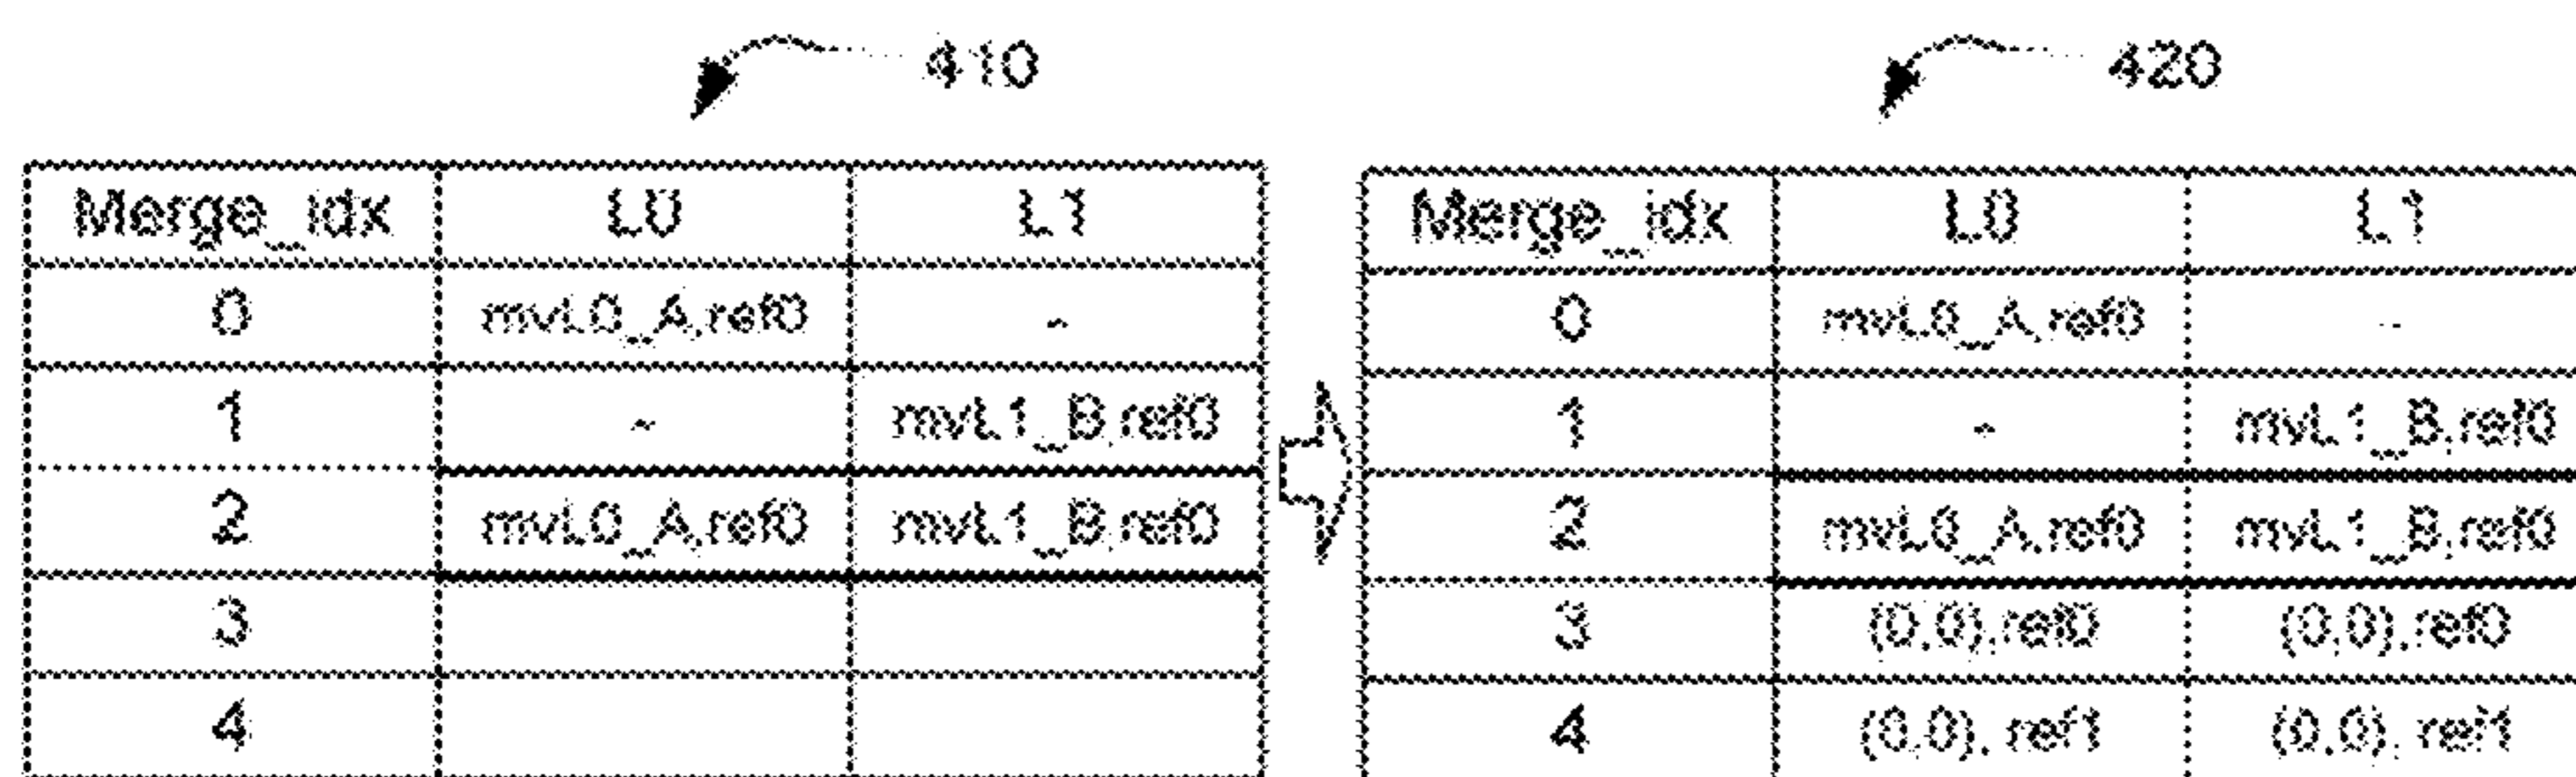 410 420
Merge_idx L0 L1 Merge_idx L0 L1
0 mvL0_A,ref0 - 0 mvL0_A,ref0 -
1 - mvL1_B,ref0 1 - mvL1_B,ref0
2 mvL0_A,ref0 mvL1_B,ref0 2 mvL0_A,ref0 mvL1_B,ref0
3 3 (0,0),ref0 (0,0),ref0
4 4 (0,0), ref1 (0,0), ref1